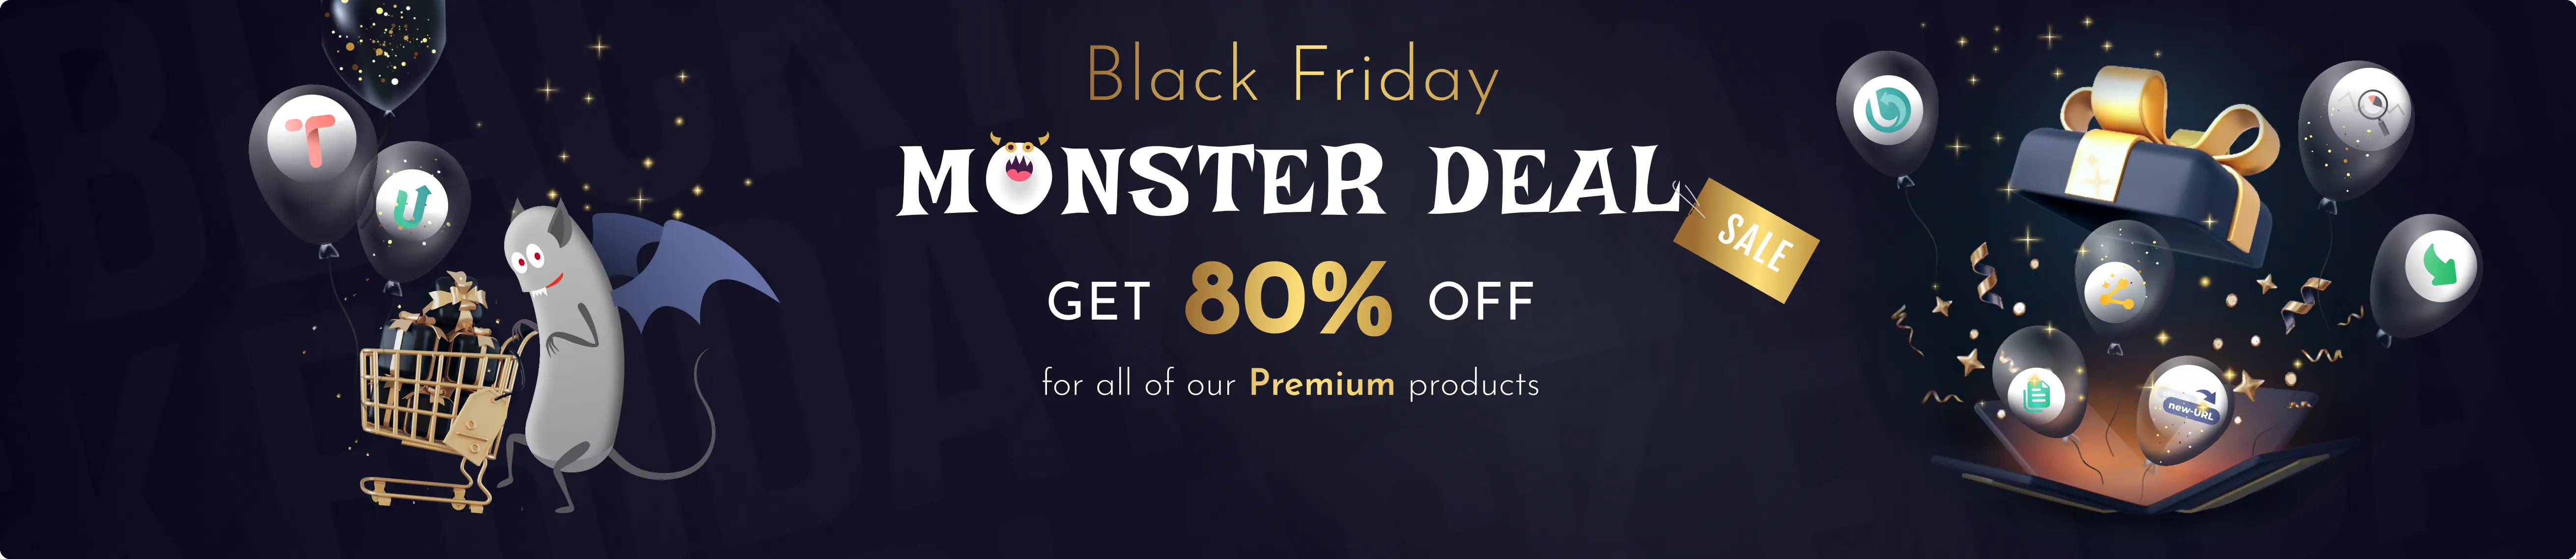 Black Friday
MONSTER DEAL
SALE
GET 80% OFF
for all of our Premium products
new-URL